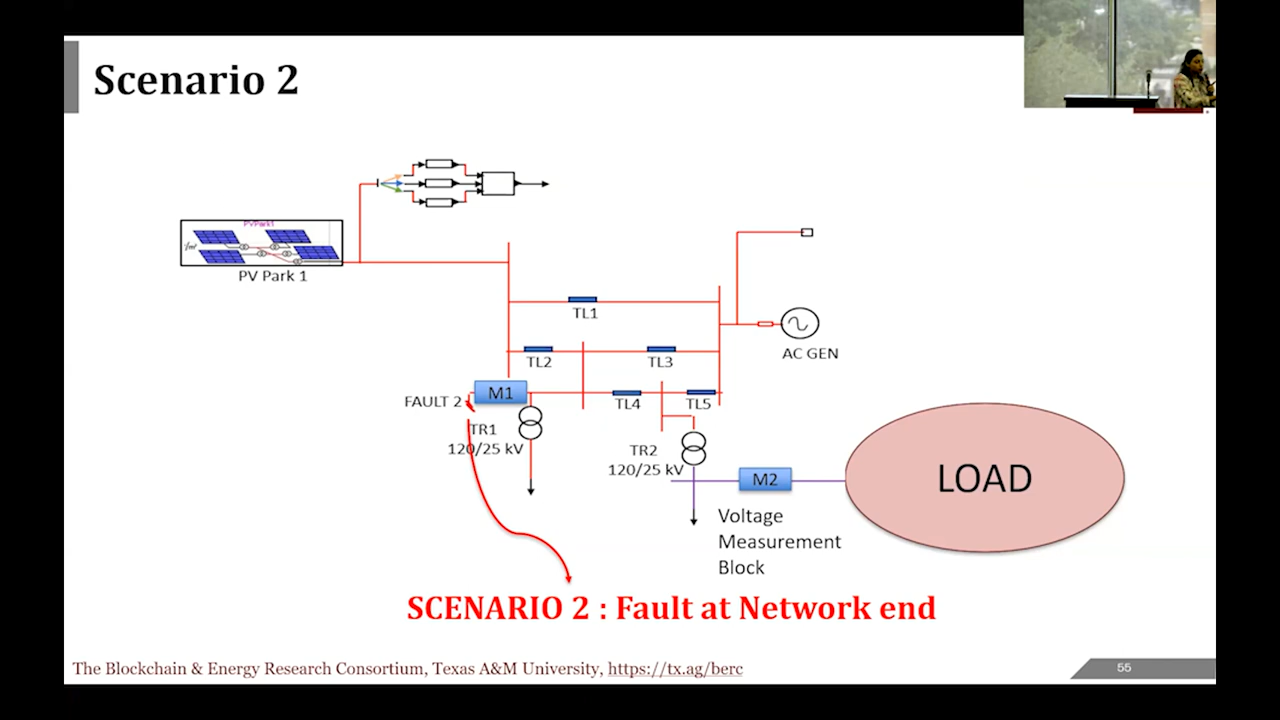 Scenario 2
PVPark1
PV Park 1
TL1
AC GEN
TL2
TL3
FAULT 2
M1
TL4
TL5
TR1
120/25 kV
TR2
120/25 kV
M2
LOAD
Voltage
Measurement
Block
SCENARIO 2 : Fault at Network end
The Blockchain & Energy Research Consortium, Texas A&M University, https://tx.ag/berc
55